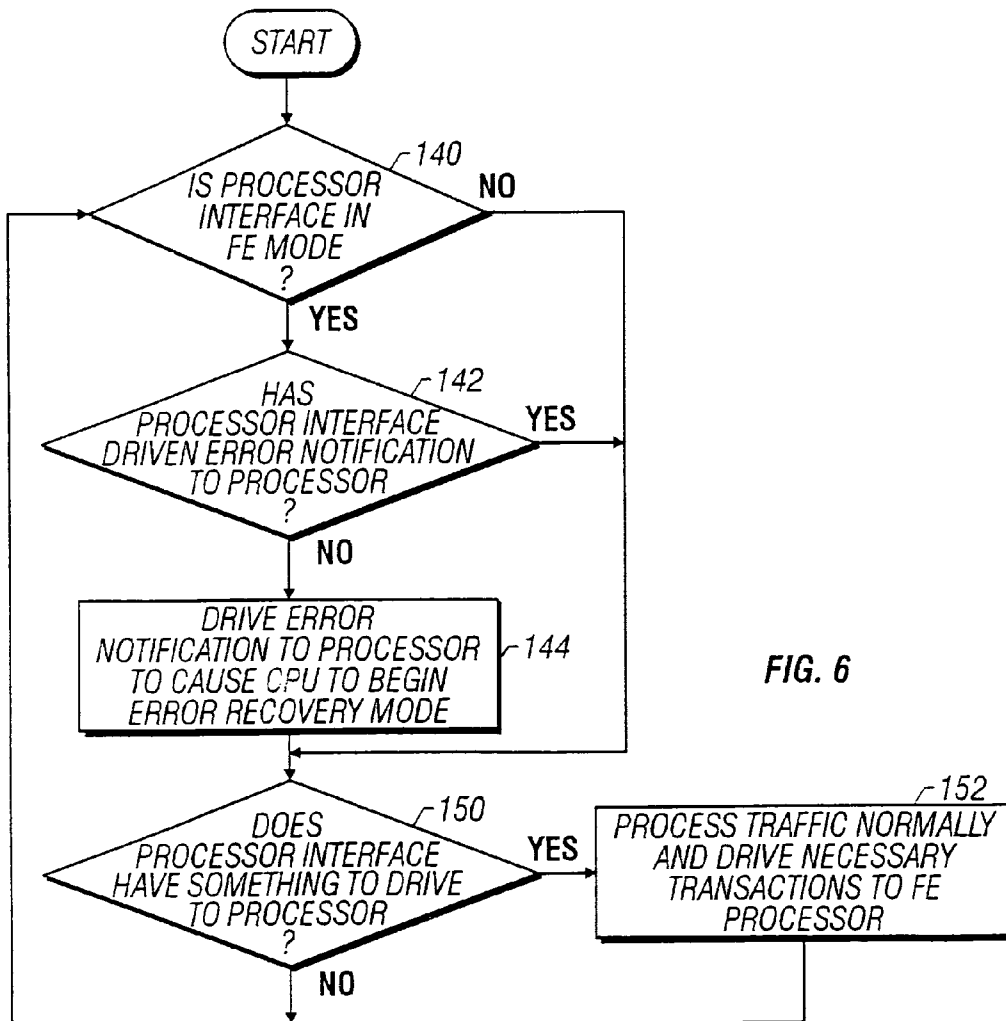 START
140
IS PROCESSOR
INTERFACE IN
FE MODE
?
NO
YES
142
HAS
PROCESSOR INTERFACE
DRIVEN ERROR NOTIFICATION
TO PROCESSOR
?
YES
NO
DRIVE ERROR
NOTIFICATION TO PROCESSOR
TO CAUSE CPU TO BEGIN
ERROR RECOVERY MODE
144
FIG. 6
150
DOES
PROCESSOR INTERFACE
HAVE SOMETHING TO DRIVE
TO PROCESSOR
?
YES
NO
152
PROCESS TRAFFIC NORMALLY
AND DRIVE NECESSARY
TRANSACTIONS TO FE
PROCESSOR